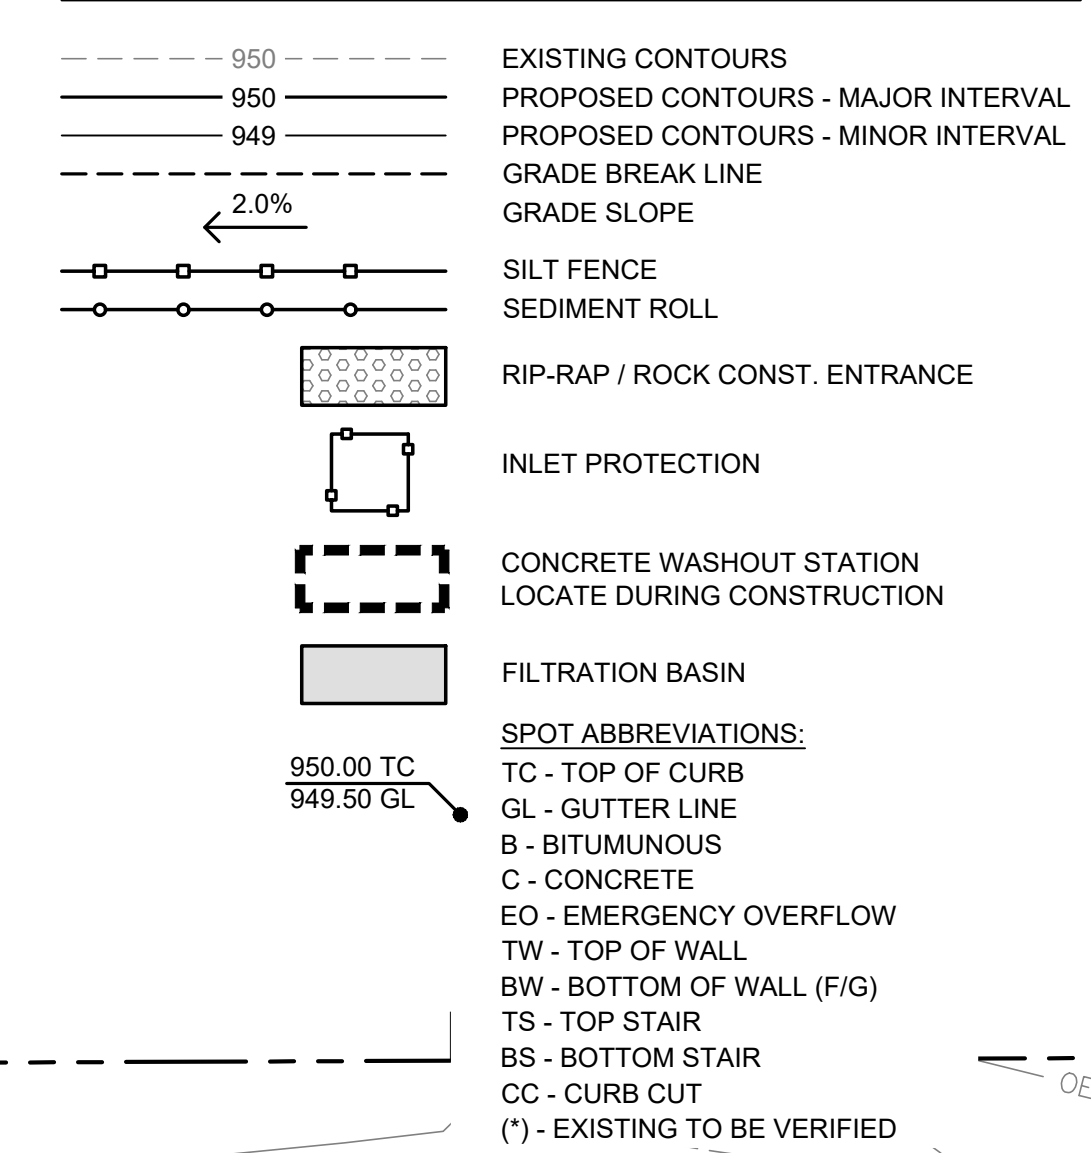 950 EXISTING CONTOURS
950 PROPOSED CONTOURS - MAJOR INTERVAL
949 PROPOSED CONTOURS - MINOR INTERVAL
GRADE BREAK LINE
2.0% GRADE SLOPE
SILT FENCE
SEDIMENT ROLL
RIP-RAP / ROCK CONST. ENTRANCE
INLET PROTECTION
CONCRETE WASHOUT STATION
LOCATE DURING CONSTRUCTION
FILTRATION BASIN
SPOT ABBREVIATIONS:
950.00 TC
949.50 GL
TC - TOP OF CURB
GL - GUTTER LINE
B - BITUMUNOUS
C - CONCRETE
EO - EMERGENCY OVERFLOW
TW - TOP OF WALL
BW - BOTTOM OF WALL (F/G)
TS - TOP STAIR
BS - BOTTOM STAIR
CC - CURB CUT
(*) - EXISTING TO BE VERIFIED